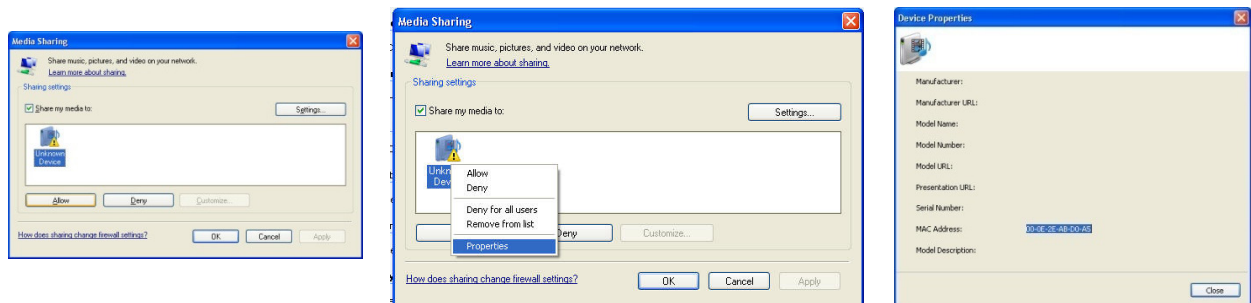 Media Sharing
Share music, pictures, and video on your network.
Learn more about sharing.
Sharing settings
Share my media to:
Settings...
Unknown
Device
Allow
Deny
Customize...
How does sharing change firewall settings?
OK
Cancel
Apply
Media Sharing
Share music, pictures, and video on your network.
Learn more about sharing.
Sharing settings
Share my media to:
Settings...
Allow
Deny
Deny for all users
Remove from list
Properties
Customize...
How does sharing change firewall settings?
OK
Cancel
Apply
Device Properties
Manufacturer:
Manufacturer URL:
Model Name:
Model Number:
Model URL:
Presentation URL:
Serial Number:
MAC Address: 00-0E-2E-AB-D0-A5
Model Description:
Close